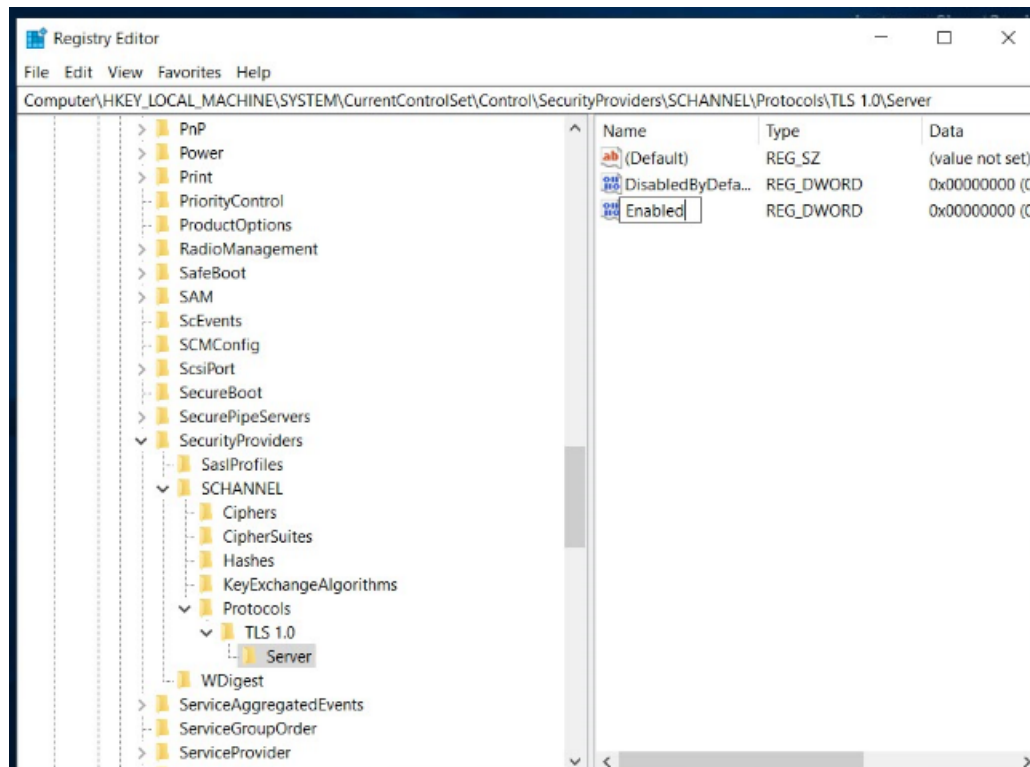 Registry Editor
File Edit View Favorites Help
Computer\HKEY_LOCAL_MACHINE\SYSTEM\CurrentControlSet\Control\SecurityProviders\SCHANNEL\Protocols\TLS 1.0\Server
PnP
Power
Print
PriorityControl
ProductOptions
RadioManagement
SafeBoot
SAM
ScEvents
SCMConfig
ScsiPort
SecureBoot
SecurePipeServers
SecurityProviders
SaslProfiles
SCHANNEL
Ciphers
CipherSuites
Hashes
KeyExchangeAlgorithms
Protocols
TLS 1.0
Server
WDigest
ServiceAggregatedEvents
ServiceGroupOrder
ServiceProvider
Name Type Data
(Default) REG_SZ (value not set)
DisabledByDefa... REG_DWORD 0x00000000 (0
Enabled REG_DWORD 0x00000000 (0